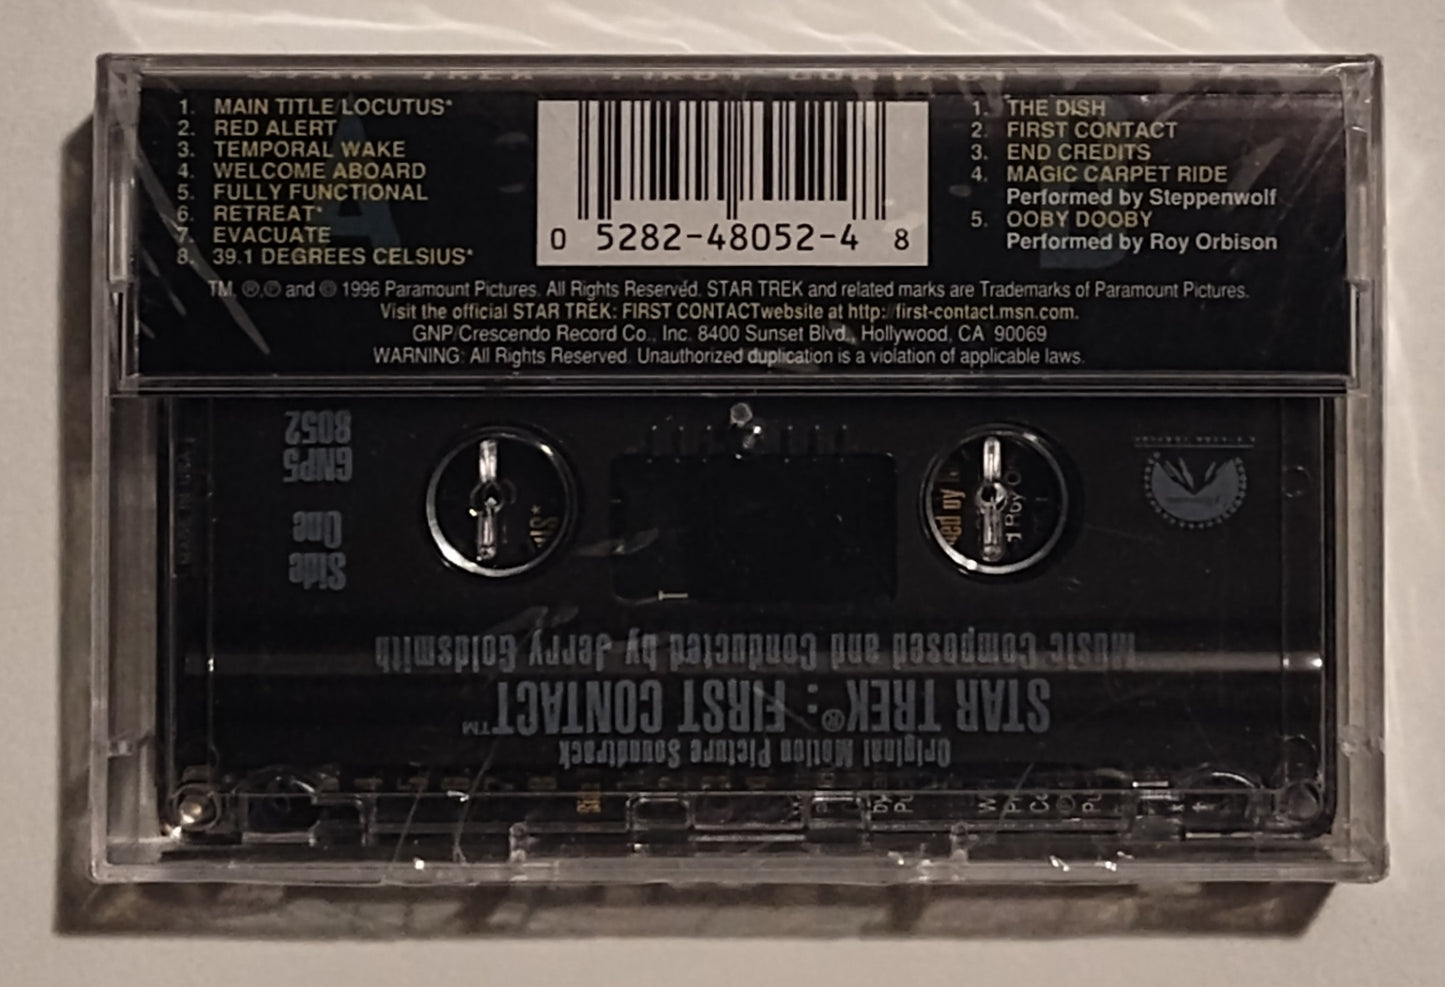 STAR TREK FIRST CONTACT
1. MAIN TITLE/LOCUTUS*
2. RED ALERT
3. TEMPORAL WAKE
4. WELCOME ABOARD
5. FULLY FUNCTIONAL
6. RETREAT*
7. EVACUATE
8. 39.1 DEGREES CELSIUS*
0 5282-48052-4 8
1. THE DISH
2. FIRST CONTACT
3. END CREDITS
4. MAGIC CARPET RIDE
Performed by Steppenwolf
5. OOBY DOOBY
Performed by Roy Orbison
TM, ®,℗ and © 1996 Paramount Pictures. All Rights Reserved. STAR TREK and related marks are Trademarks of Paramount Pictures.
Visit the official STAR TREK: FIRST CONTACTwebsite at http://first-contact.msn.com.
GNP/Crescendo Record Co., Inc. 8400 Sunset Blvd., Hollywood, CA 90069
WARNING: All Rights Reserved. Unauthorized duplication is a violation of applicable laws.
Original Motion Picture Soundtrack
STAR TREK® : FIRST CONTACT™
Music Composed and Conducted by Jerry Goldsmith
Side
One
GNP5
8052